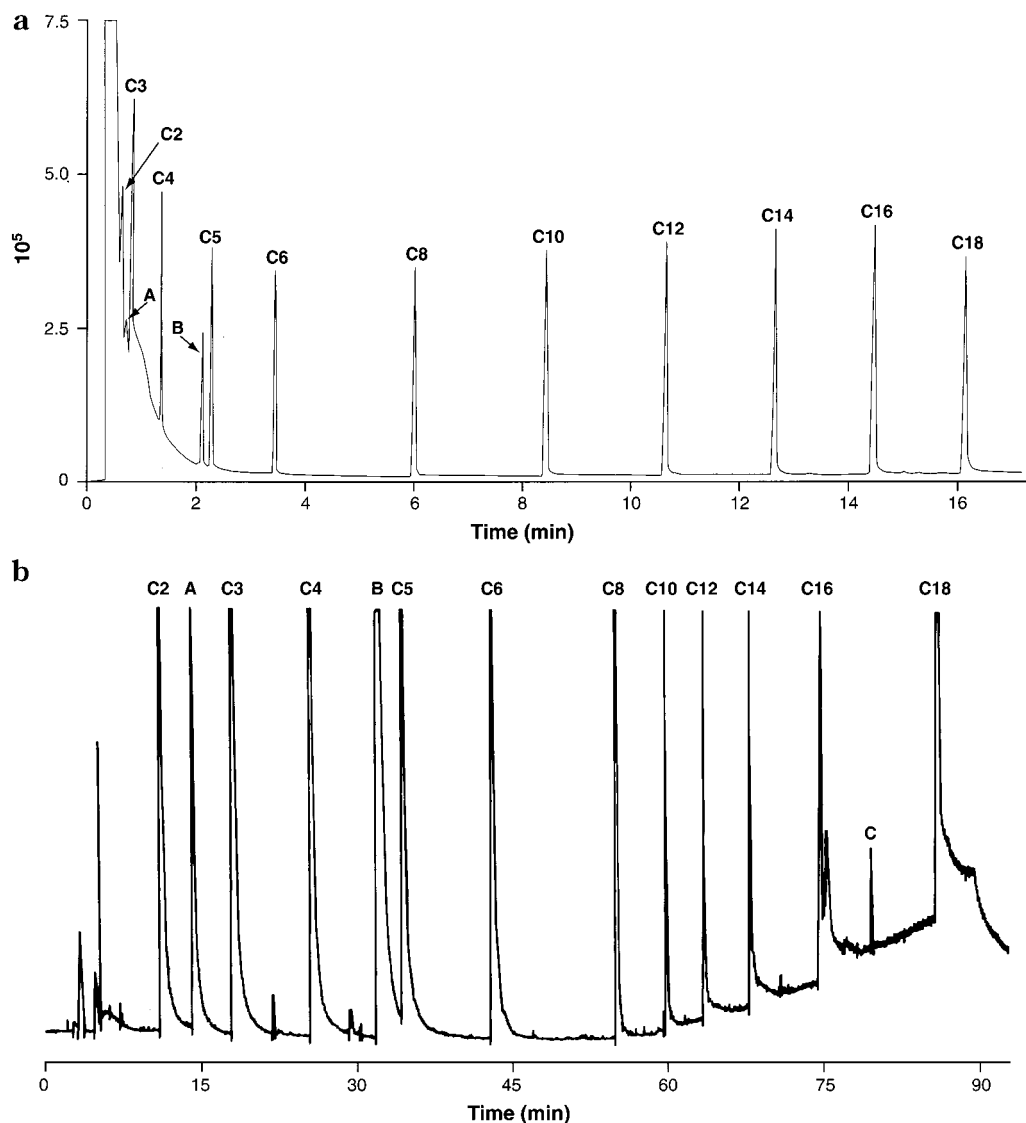 a
7.5
5.0
2.5
0
10⁵
C3
C2
C4
A
B
C5
C6
C8
C10
C12
C14
C16
C18
0 2 4 6 8 10 12 14 16
Time (min)
b
C2 A C3 C4 B C5 C6 C8 C10 C12 C14 C16 C18
C
0 15 30 45 60 75 90
Time (min)